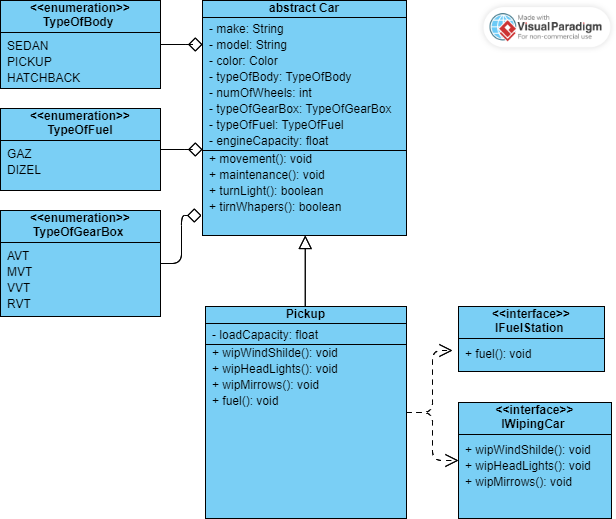 <<enumeration>>
TypeOfBody
SEDAN
PICKUP
HATCHBACK
<<enumeration>>
TypeOfFuel
GAZ
DIZEL
<<enumeration>>
TypeOfGearBox
AVT
MVT
VVT
RVT
abstract Car
- make: String
- model: String
- color: Color
- typeOfBody: TypeOfBody
- numOfWheels: int
- typeOfGearBox: TypeOfGearBox
- typeOfFuel: TypeOfFuel
- engineCapacity: float
+ movement(): void
+ maintenance(): void
+ turnLight(): boolean
+ tirnWhapers(): boolean
Made with
VisualParadigm
For non-commercial use
Pickup
- loadCapacity: float
+ wipWindShilde(): void
+ wipHeadLights(): void
+ wipMirrows(): void
+ fuel(): void
<<interface>>
IFuelStation
+ fuel(): void
<<interface>>
IWipingCar
+ wipWindShilde(): void
+ wipHeadLights(): void
+ wipMirrows(): void